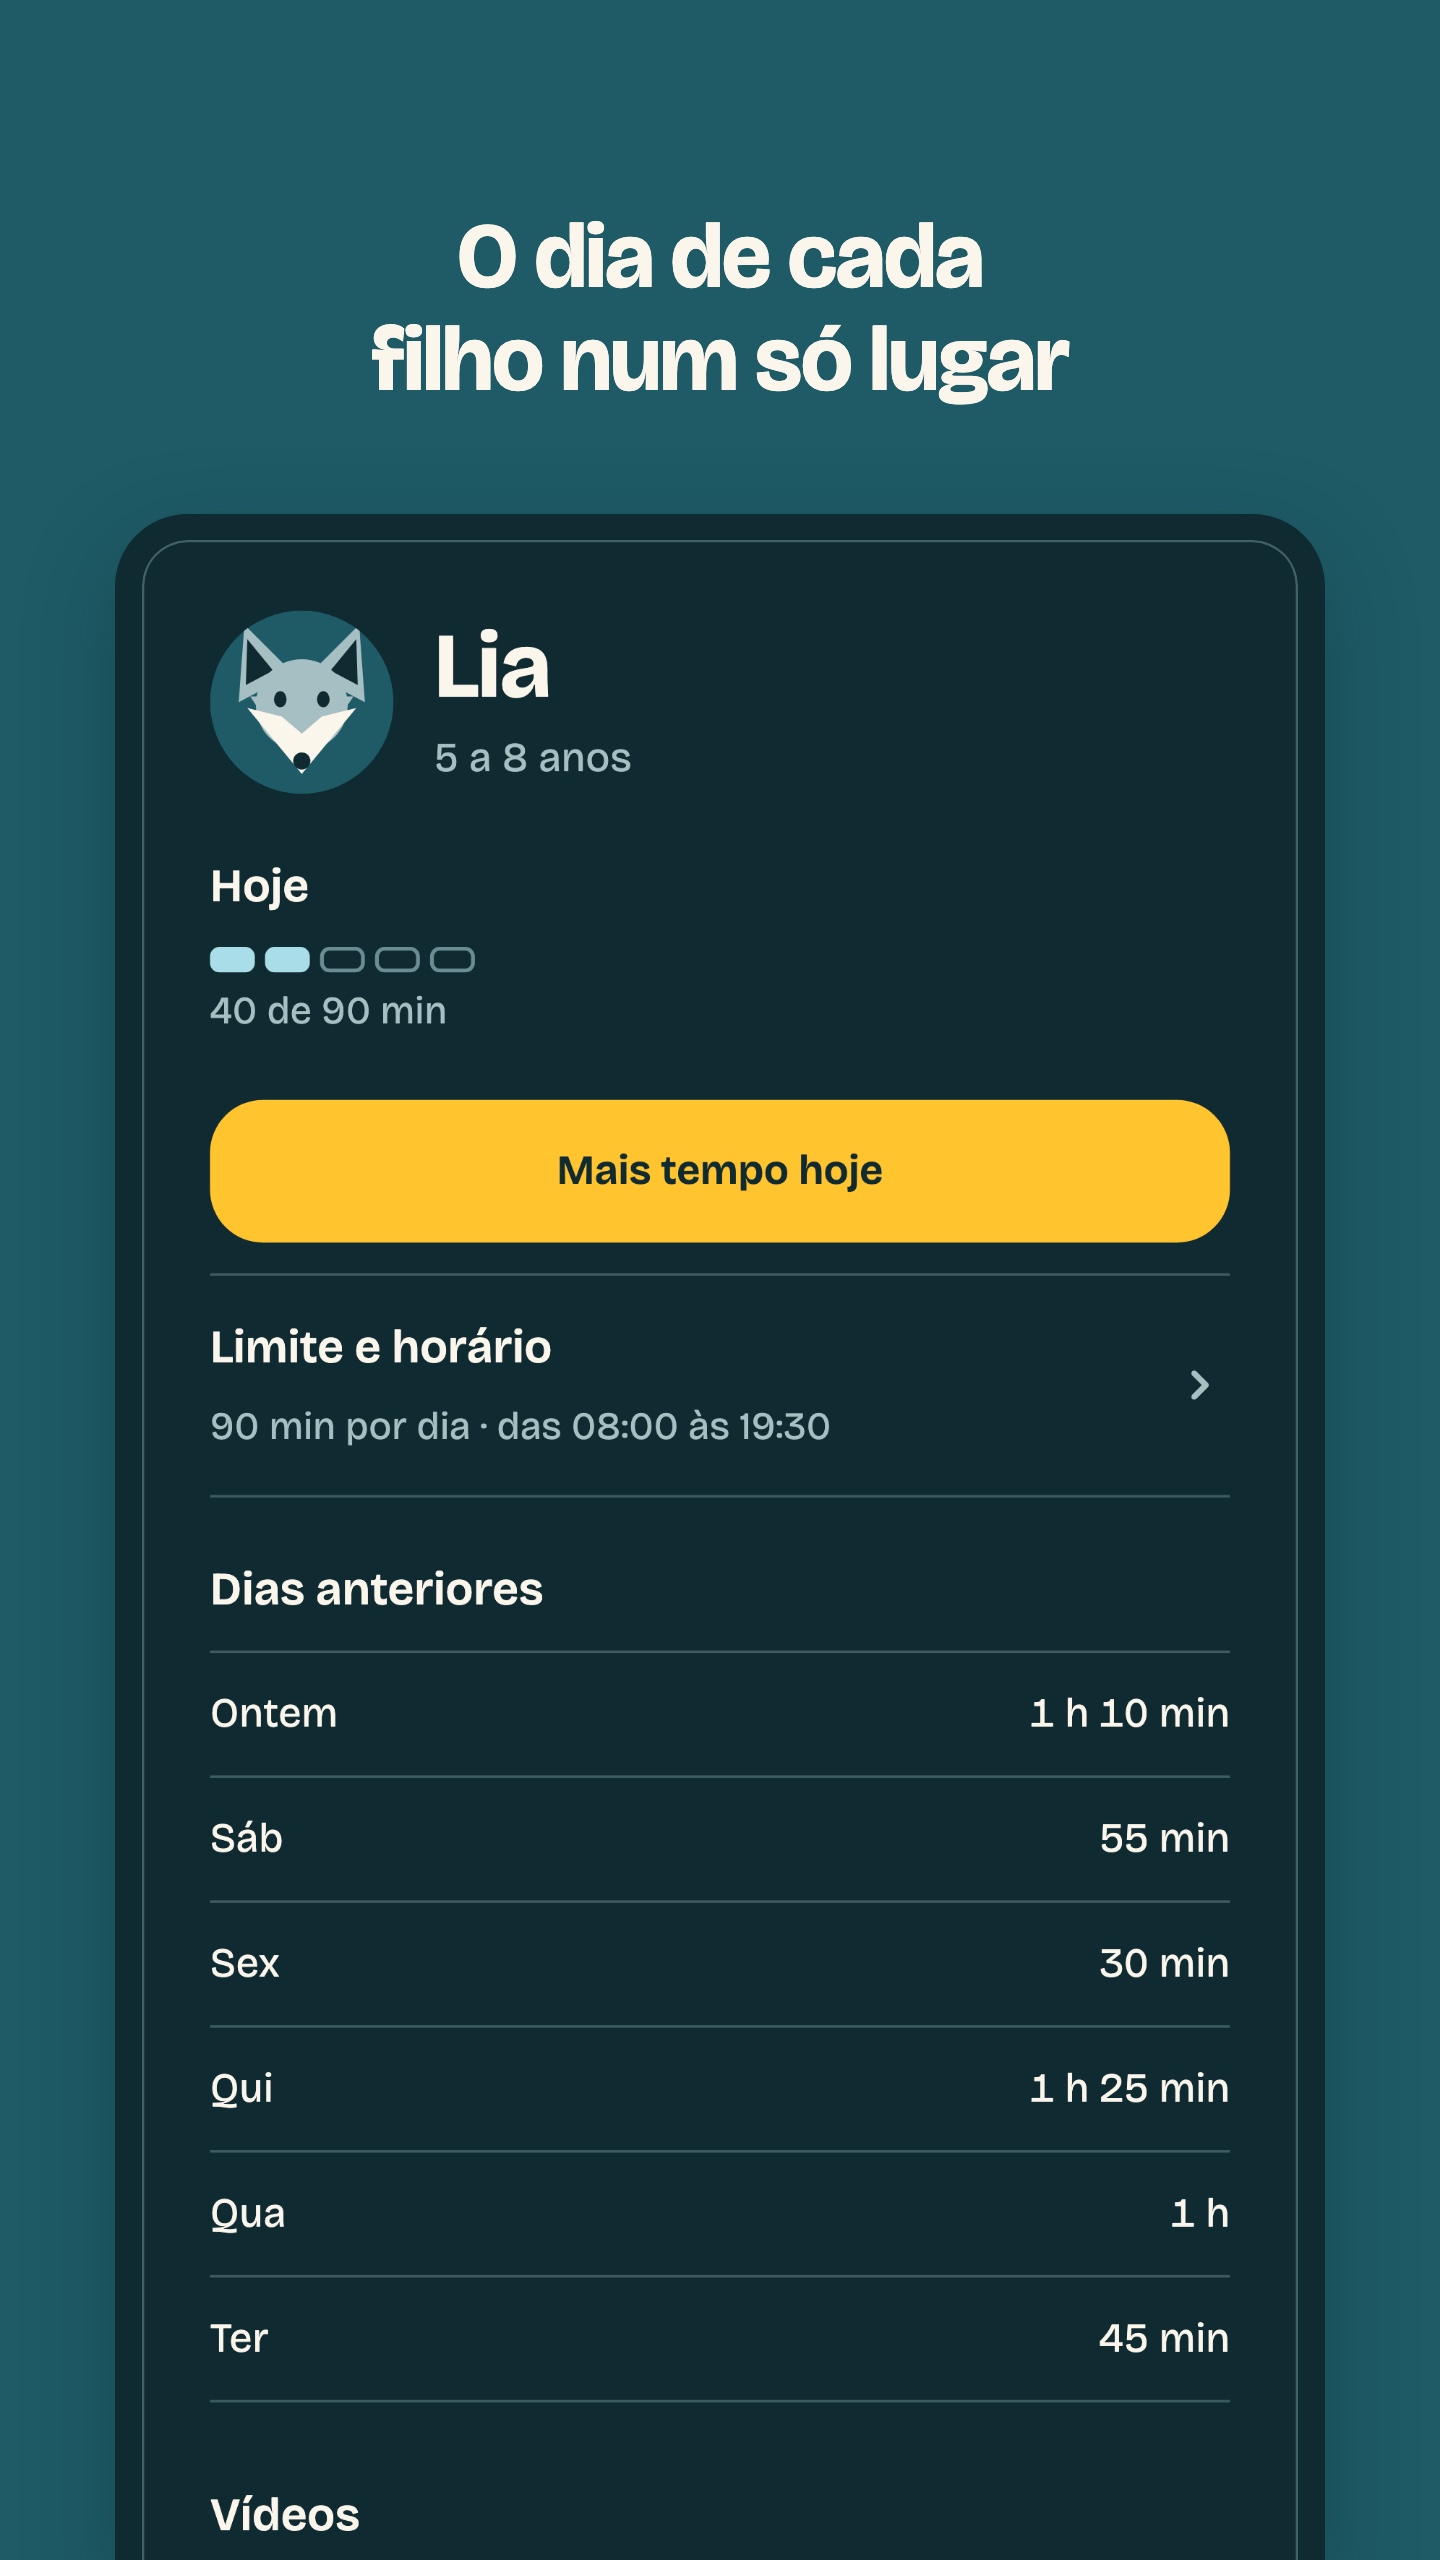 O dia de cada
filho num só lugar
Lia
5 a 8 anos
Hoje
40 de 90 min
Mais tempo hoje
Limite e horário
90 min por dia · das 08:00 às 19:30
Dias anteriores
Ontem 1 h 10 min
Sáb 55 min
Sex 30 min
Qui 1 h 25 min
Qua 1 h
Ter 45 min
Vídeos